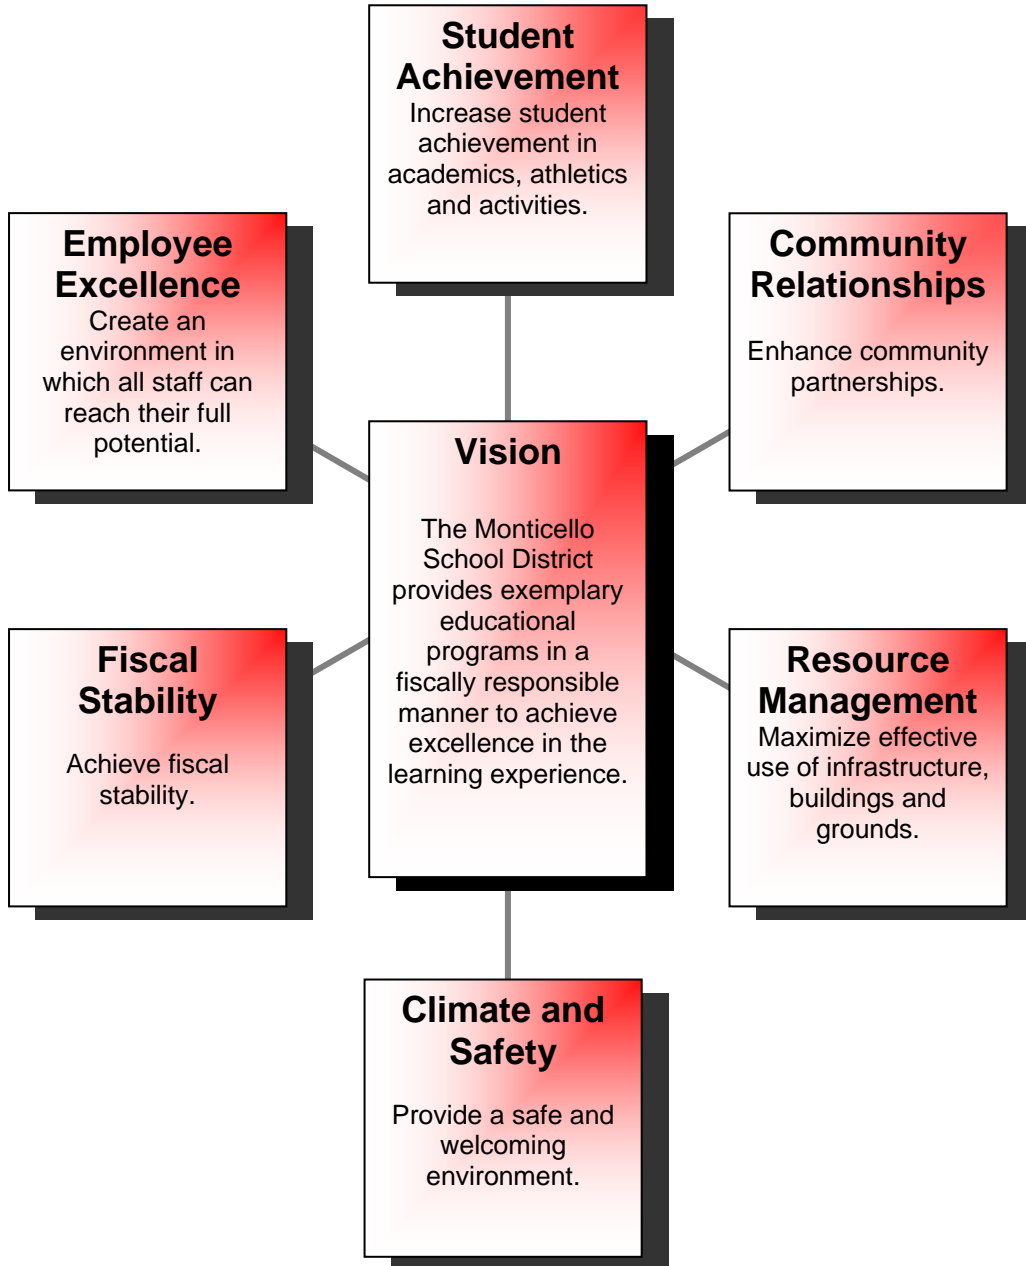 Student
Achievement
Increase student
achievement in
academics, athletics
and activities.
Employee
Excellence
Create an
environment in
which all staff can
reach their full
potential.
Community
Relationships
Enhance community
partnerships.
Vision
The Monticello
School District
provides exemplary
educational
programs in a
fiscally responsible
manner to achieve
excellence in the
learning experience.
Fiscal
Stability
Achieve fiscal
stability.
Resource
Management
Maximize effective
use of infrastructure,
buildings and
grounds.
Climate and
Safety
Provide a safe and
welcoming
environment.